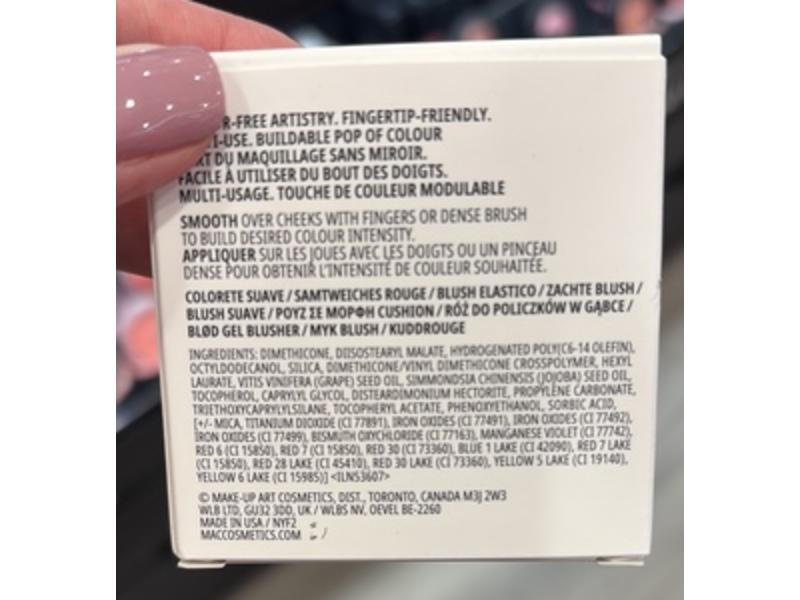 R-FREE ARTISTRY. FINGERTIP-FRIENDLY.
I-USE. BUILDABLE POP OF COLOUR
RT DU MAQUILLAGE SANS MIROIR.
FACILE À UTILISER DU BOUT DES DOIGTS.
MULTI-USAGE. TOUCHE DE COULEUR MODULABLE
SMOOTH OVER CHEEKS WITH FINGERS OR DENSE BRUSH
TO BUILD DESIRED COLOUR INTENSITY.
APPLIQUER SUR LES JOUES AVEC LES DOIGTS OU UN PINCEAU
DENSE POUR OBTENIR L'INTENSITÉ DE COULEUR SOUHAITÉE.
COLORETE SUAVE / SAMTWEICHES ROUGE / BLUSH ELASTICO / ZACHTE BLUSH /
BLUSH SUAVE / ΡΟΥΖ ΣΕ ΜΟΡΦΗ CUSHION / RÓŻ DO POLICZKÓW W GĄBCE /
BLØD GEL BLUSHER / MYK BLUSH / KUDDROUGE
INGREDIENTS: DIMETHICONE, DIISOSTEARYL MALATE, HYDROGENATED POLY(C6-14 OLEFIN),
OCTYLDODECANOL, SILICA, DIMETHICONE/VINYL DIMETHICONE CROSSPOLYMER, HEXYL
LAURATE, VITIS VINIFERA (GRAPE) SEED OIL, SIMMONDSIA CHINENSIS (JOJOBA) SEED OIL,
TOCOPHEROL, CAPRYLYL GLYCOL, DISTEARDIMONIUM HECTORITE, PROPYLENE CARBONATE,
TRIETHOXYCAPRYLYLSILANE, TOCOPHERYL ACETATE, PHENOXYETHANOL, SORBIC ACID,
[+/- MICA, TITANIUM DIOXIDE (CI 77891), IRON OXIDES (CI 77491), IRON OXIDES (CI 77492),
IRON OXIDES (CI 77499), BISMUTH OXYCHLORIDE (CI 77163), MANGANESE VIOLET (CI 77742),
RED 6 (CI 15850), RED 7 (CI 15850), RED 30 (CI 73360), BLUE 1 LAKE (CI 42090), RED 7 LAKE
(CI 15850), RED 28 LAKE (CI 45410), RED 30 LAKE (CI 73360), YELLOW 5 LAKE (CI 19140),
YELLOW 6 LAKE (CI 15985)] <ILN53607>
© MAKE-UP ART COSMETICS, DIST., TORONTO, CANADA M3J 2W3
WLB LTD, GU32 3DD, UK / WLBS NV, OEVEL BE-2260
MADE IN USA / NYF2
MACCOSMETICS.COM